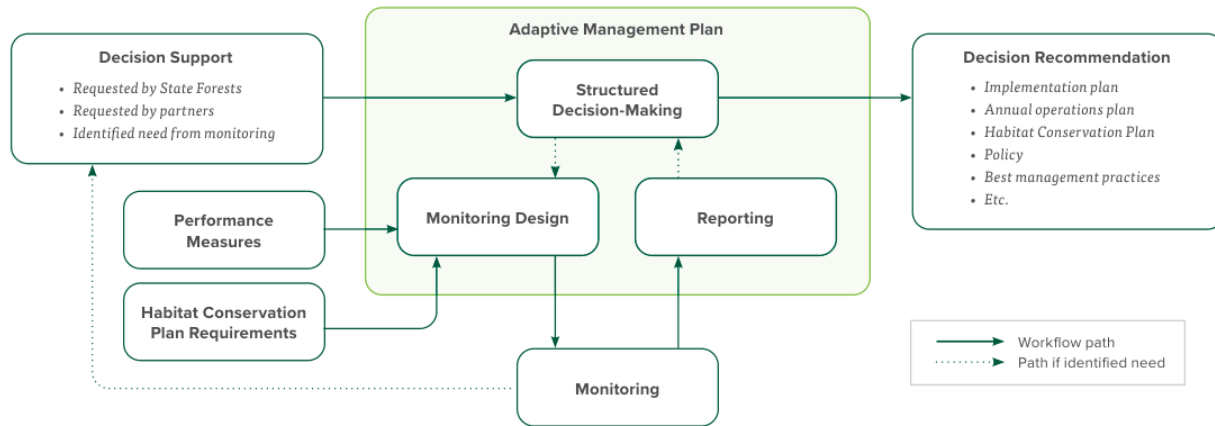 Adaptive Management Plan
Decision Support
• Requested by State Forests
• Requested by partners
• Identified need from monitoring
Structured
Decision-Making
Decision Recommendation
• Implementation plan
• Annual operations plan
• Habitat Conservation Plan
• Policy
• Best management practices
• Etc.
Performance
Measures
Monitoring Design
Reporting
Habitat Conservation
Plan Requirements
Monitoring
Workflow path
Path if identified need